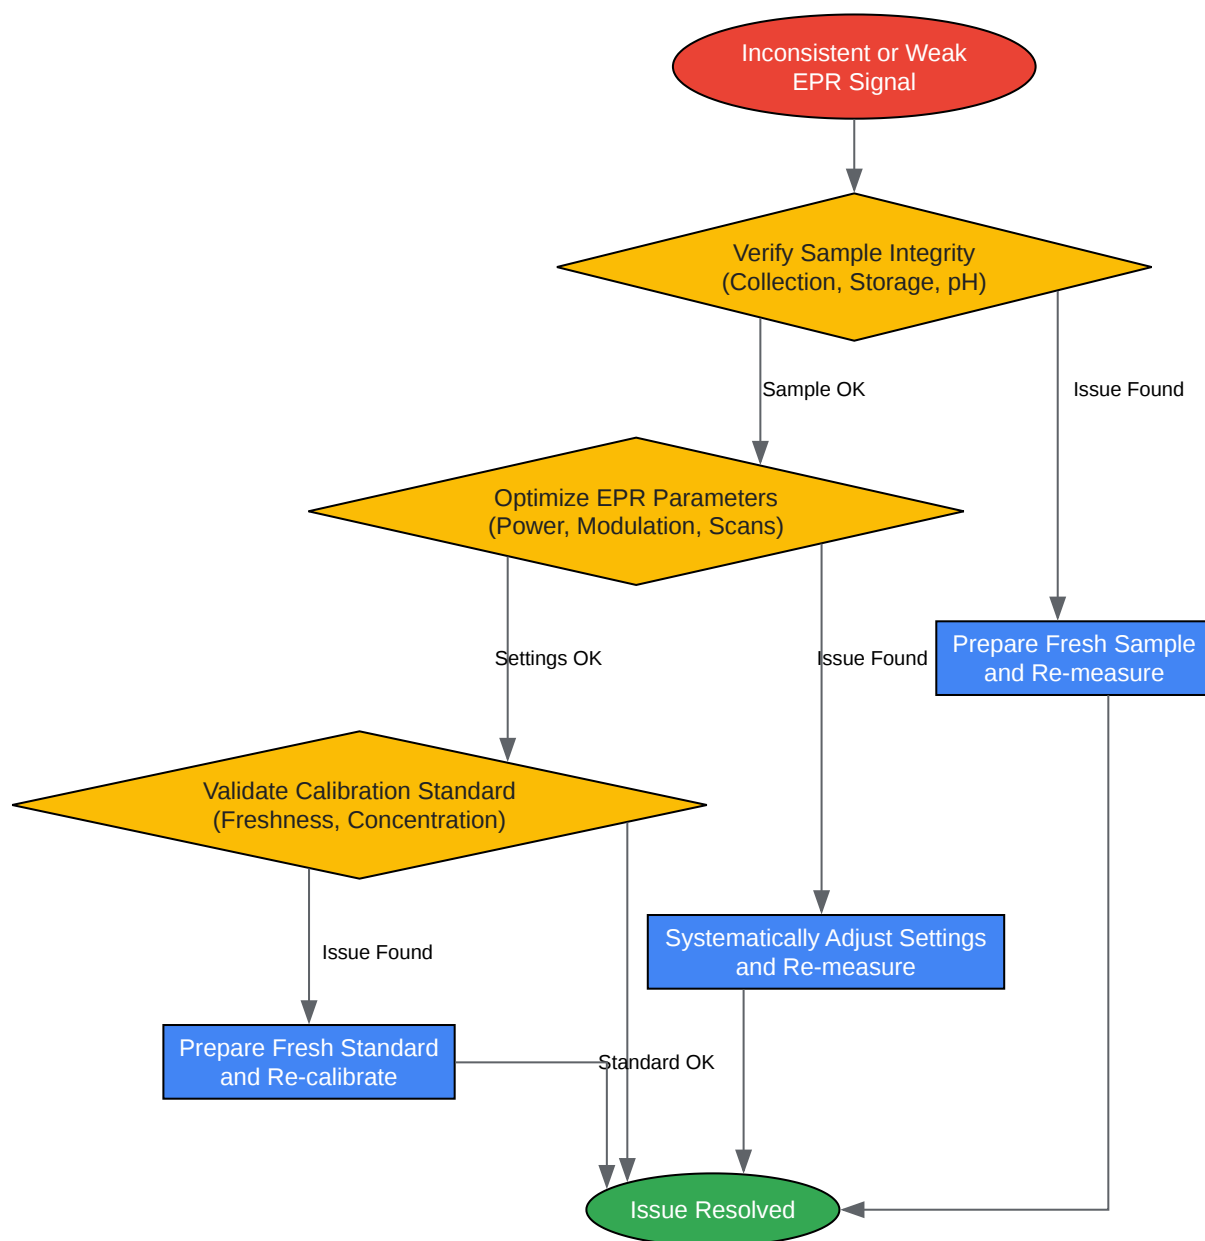 Inconsistent or Weak
EPR Signal
Verify Sample Integrity
(Collection, Storage, pH)
Sample OK
Issue Found
Optimize EPR Parameters
(Power, Modulation, Scans)
Settings OK
Issue Found
Prepare Fresh Sample
and Re-measure
Validate Calibration Standard
(Freshness, Concentration)
Issue Found
Systematically Adjust Settings
and Re-measure
Prepare Fresh Standard
and Re-calibrate
Standard OK
Issue Resolved